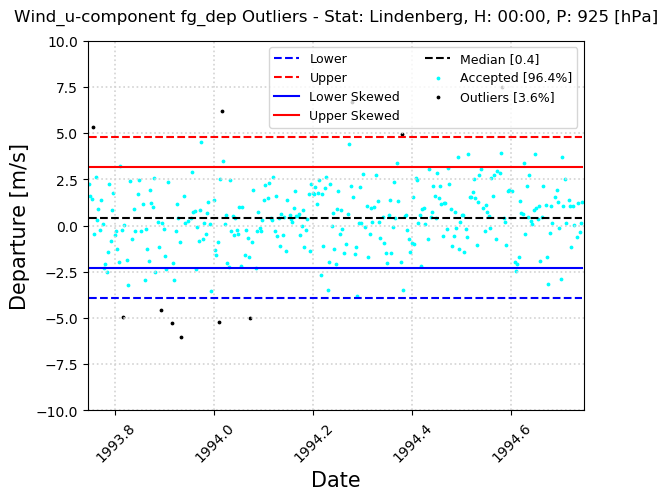 Wind_u-component fg_dep Outliers - Stat: Lindenberg, H: 00:00, P: 925 [hPa]
10.0
7.5
5.0
2.5
0.0
−2.5
−5.0
−7.5
−10.0
Departure [m/s]
Lower
Upper
Lower Skewed
Upper Skewed
Median [0.4]
Accepted [96.4%]
Outliers [3.6%]
1993.8
1994.0
1994.2
1994.4
1994.6
Date